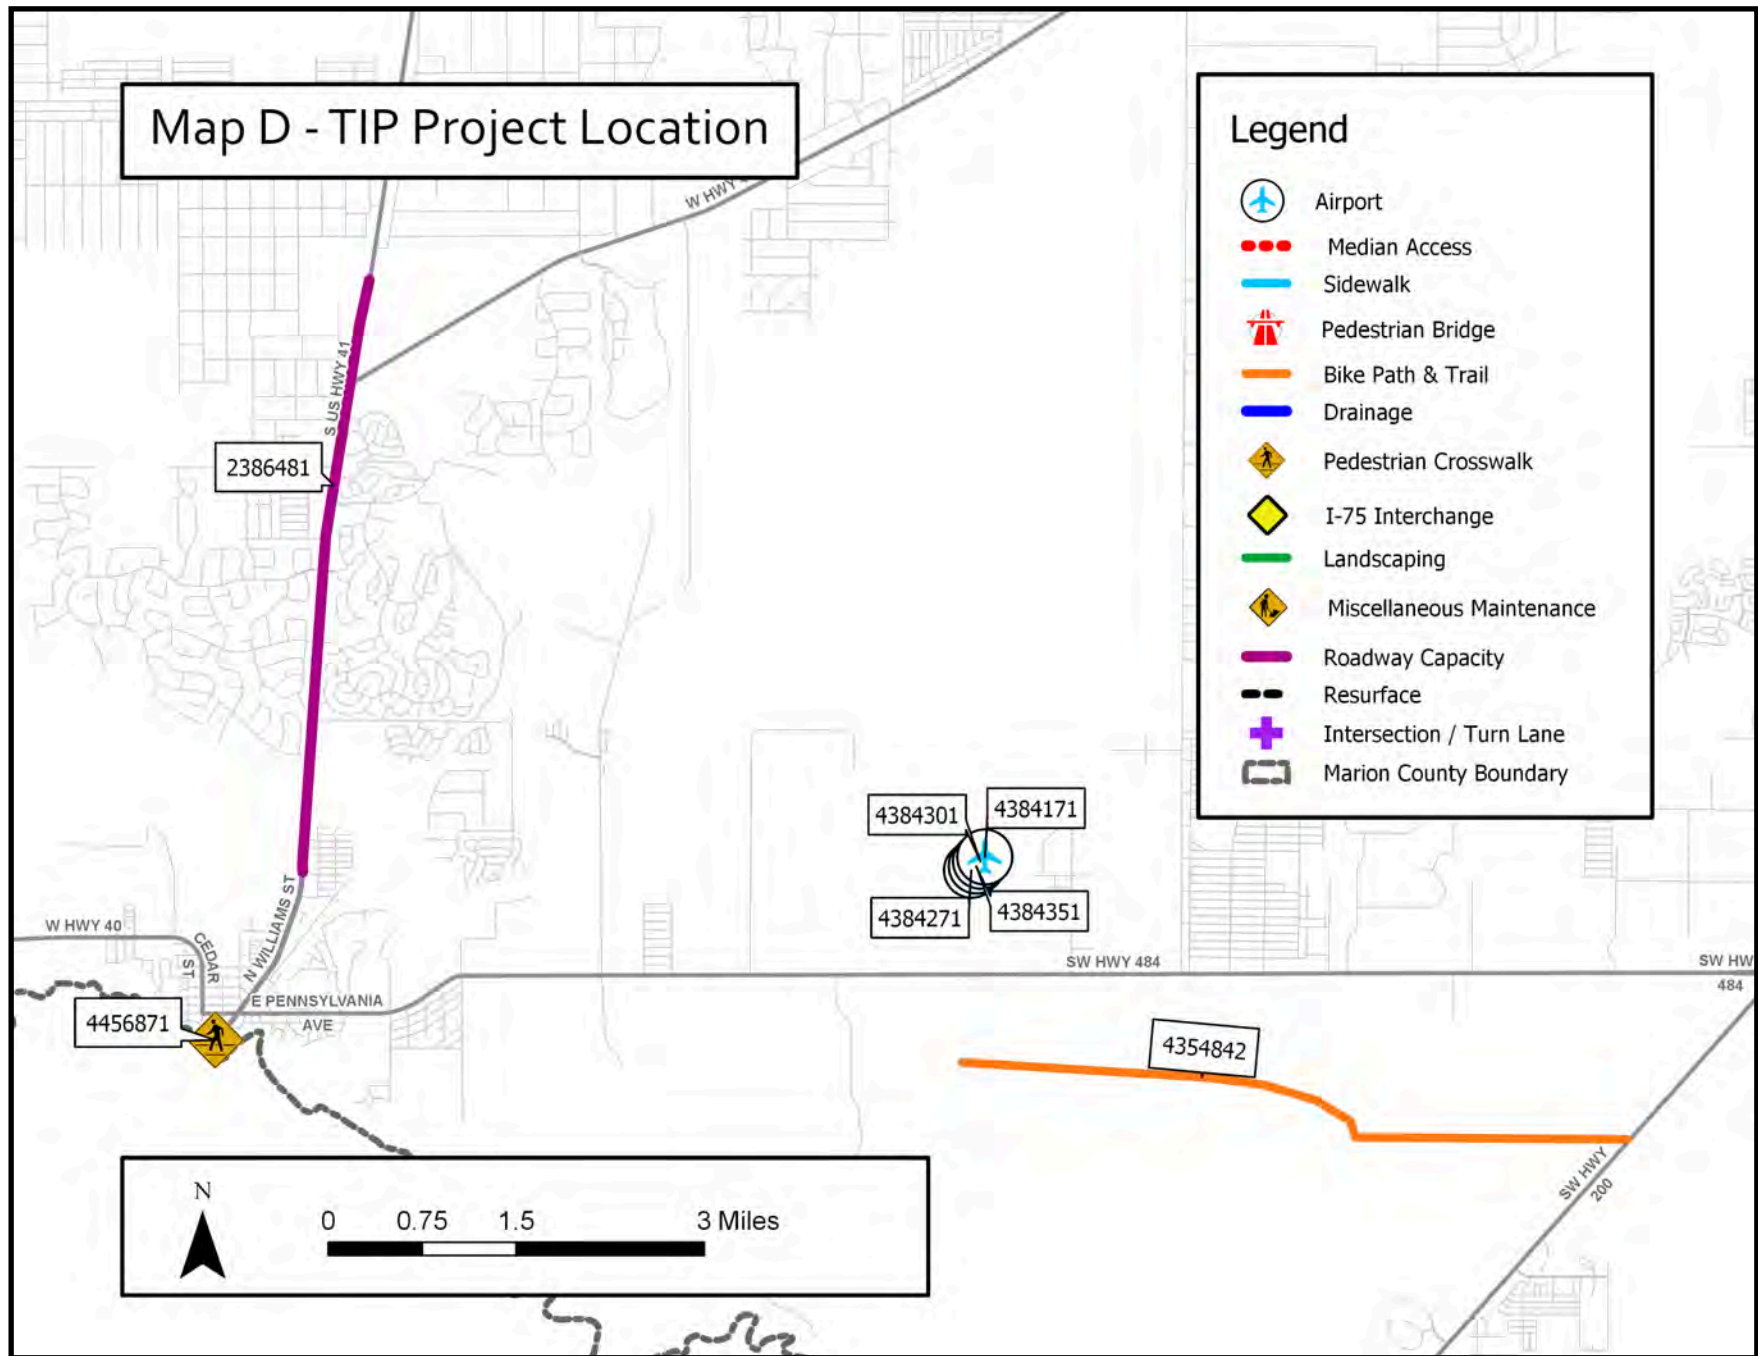 Map D - TIP Project Location
W HWY
S US HWY 41
2386481
Legend
Airport
Median Access
Sidewalk
Pedestrian Bridge
Bike Path & Trail
Drainage
Pedestrian Crosswalk
I-75 Interchange
Landscaping
Miscellaneous Maintenance
Roadway Capacity
Resurface
Intersection / Turn Lane
Marion County Boundary
4384301
4384171
4384271
4384351
W HWY 40
CEDAR
ST
N WILLIAMS ST
E PENNSYLVANIA
AVE
4456871
SW HWY 484
SW HW
484
4354842
SW HWY
200
N
0 0.75 1.5 3 Miles